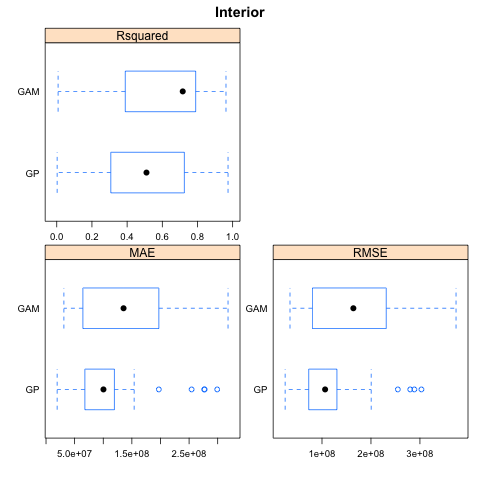 Interior
Rsquared
GAM
GP
0.0 0.2 0.4 0.6 0.8 1.0
MAE RMSE
GAM GAM
GP GP
5.0e+07 1.5e+08 2.5e+08 1e+08 2e+08 3e+08